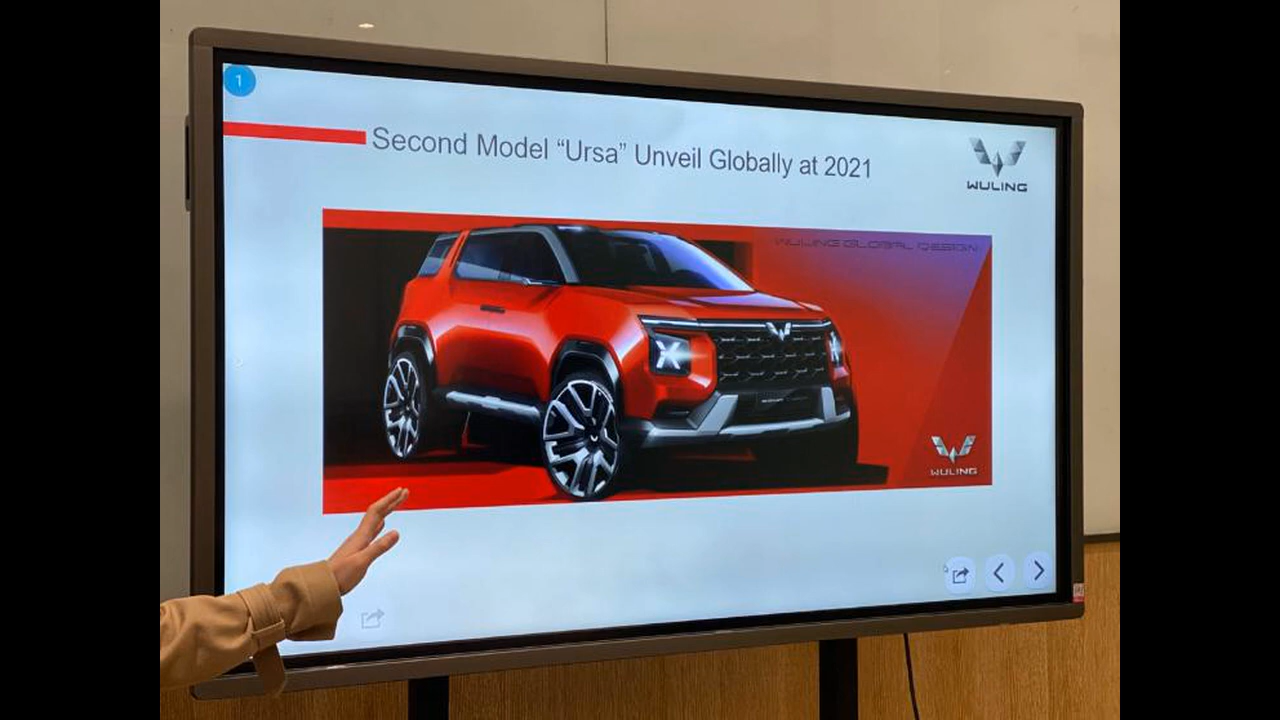 1
Second Model “Ursa” Unveil Globally at 2021
WULING
WULING GLOBAL DESIGN
WULING